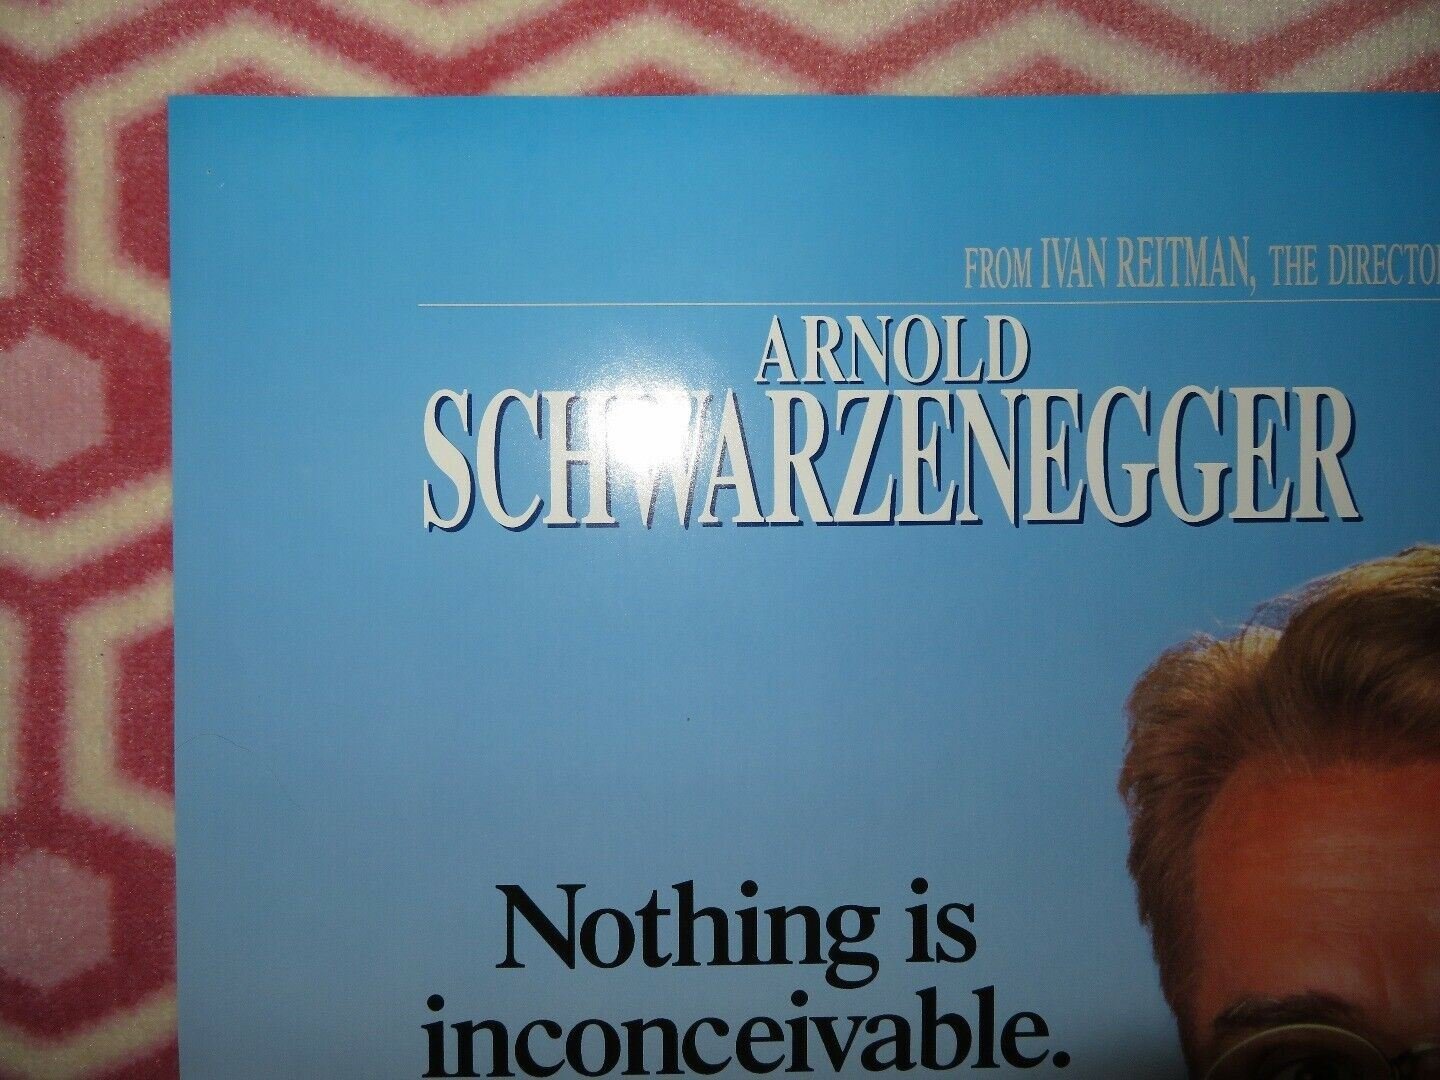 FROM IVAN REITMAN, THE DIRECTOR
ARNOLD
SCHWARZENEGGER
Nothing is
inconceivable.